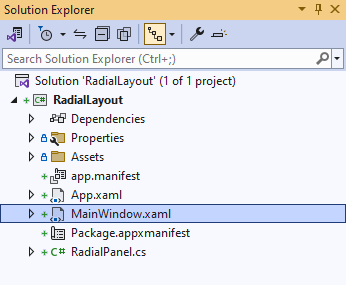 Solution Explorer
Search Solution Explorer (Ctrl+;)
Solution 'RadialLayout' (1 of 1 project)
C# RadialLayout
Dependencies
Properties
Assets
app.manifest
App.xaml
MainWindow.xaml
Package.appxmanifest
C# RadialPanel.cs